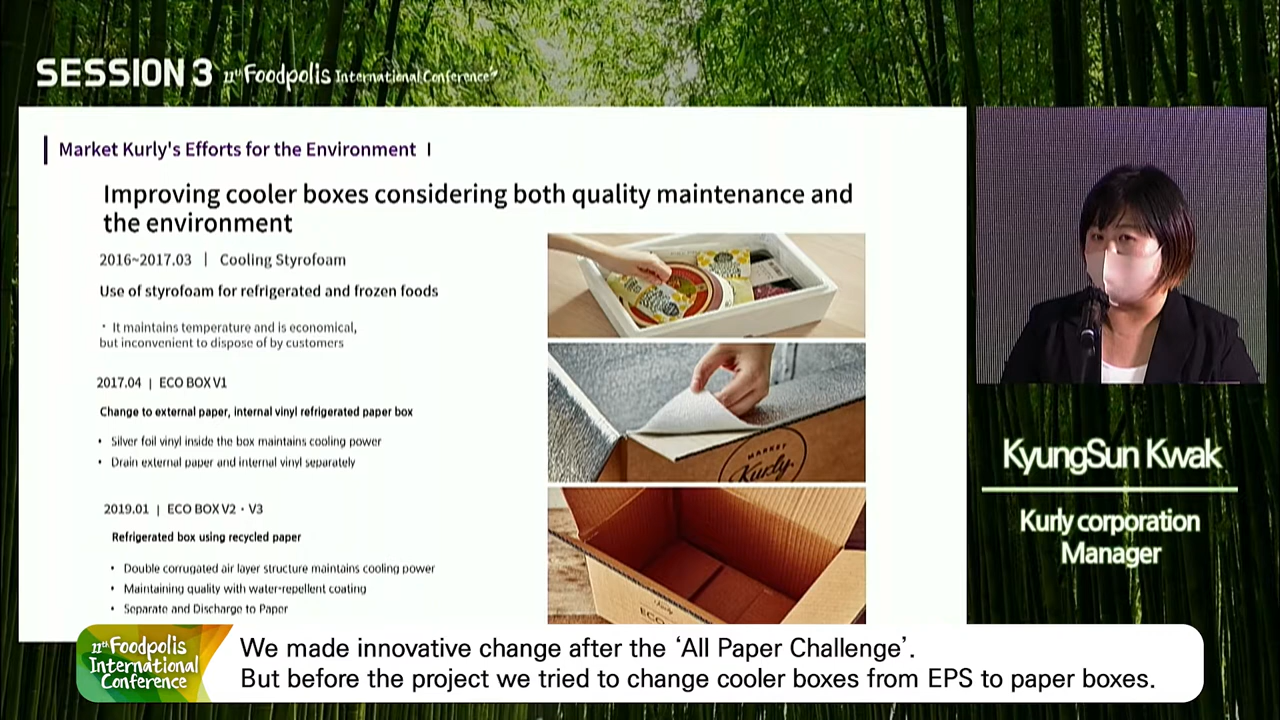 SESSION 3 11th Foodpolis International Conference
Market Kurly's Efforts for the Environment I
Improving cooler boxes considering both quality maintenance and
the environment
2016~2017.03 | Cooling Styrofoam
Use of styrofoam for refrigerated and frozen foods
· It maintains temperature and is economical,
but inconvenient to dispose of by customers
2017.04 | ECO BOX V1
Change to external paper, internal vinyl refrigerated paper box
• Silver foil vinyl inside the box maintains cooling power
• Drain external paper and internal vinyl separately
MARKET
Kurly.
2019.01 | ECO BOX V2 · V3
Refrigerated box using recycled paper
• Double corrugated air layer structure maintains cooling power
• Maintaining quality with water-repellent coating
• Separate and Discharge to Paper
Kurly
ECO
KyungSun Kwak
Kurly corporation
Manager
11th Foodpolis
International
Conference
We made innovative change after the ‘All Paper Challenge’.
But before the project we tried to change cooler boxes from EPS to paper boxes.